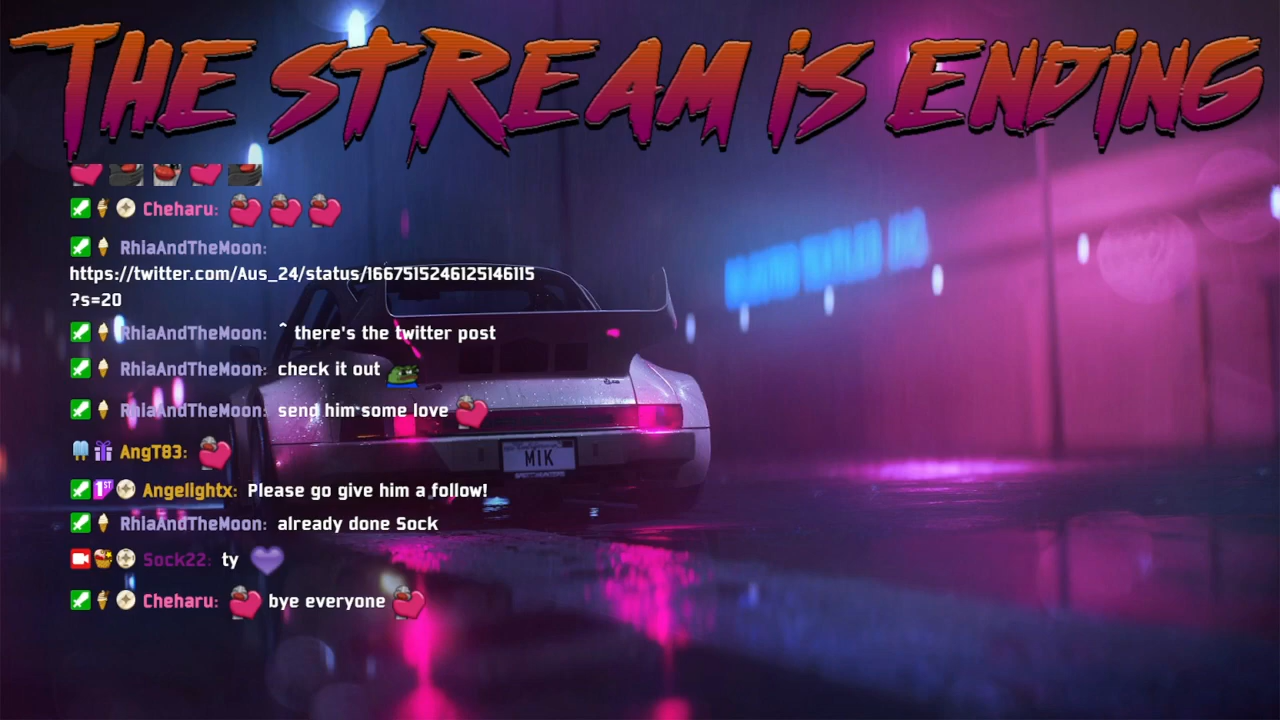 THE STREAM IS ENDING
Cheharu:
RhiaAndTheMoon:
https://twitter.com/Aus_24/status/1667515246125146115
?s=20
RhiaAndTheMoon: ^ there's the twitter post
RhiaAndTheMoon: check it out
RhiaAndTheMoon: send him some love
AngT83:
1ST Angelightx: Please go give him a follow!
RhiaAndTheMoon: already done Sock
Sock22: ty
Cheharu: bye everyone
MIK